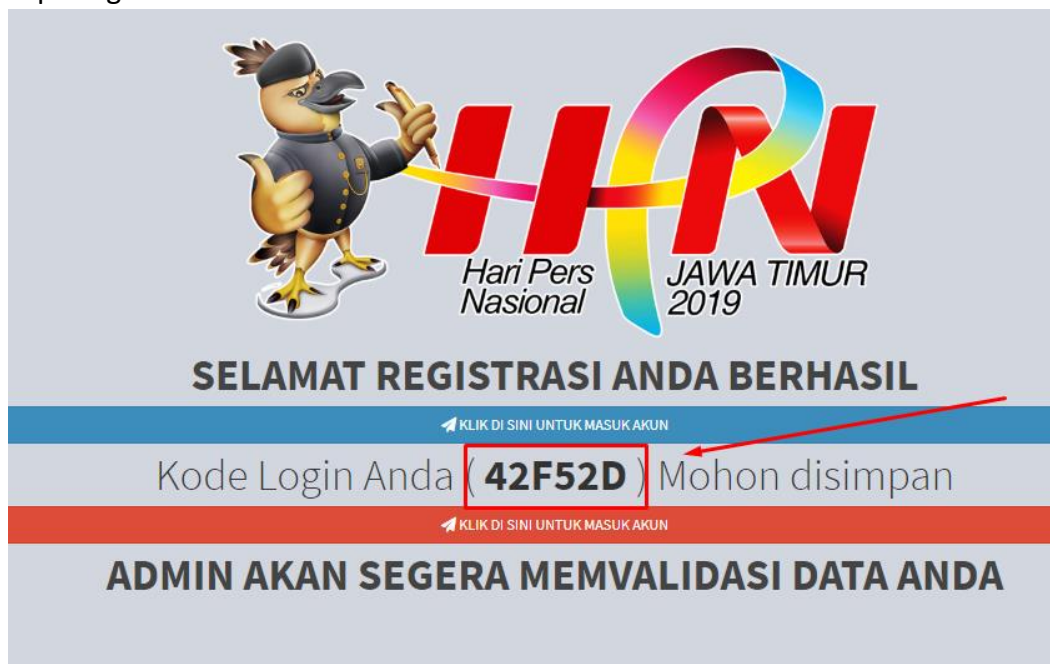 HPN
Hari Pers
Nasional
JAWA TIMUR
2019
SELAMAT REGISTRASI ANDA BERHASIL
KLIK DI SINI UNTUK MASUK AKUN
Kode Login Anda ( 42F52D ) Mohon disimpan
KLIK DI SINI UNTUK MASUK AKUN
ADMIN AKAN SEGERA MEMVALIDASI DATA ANDA